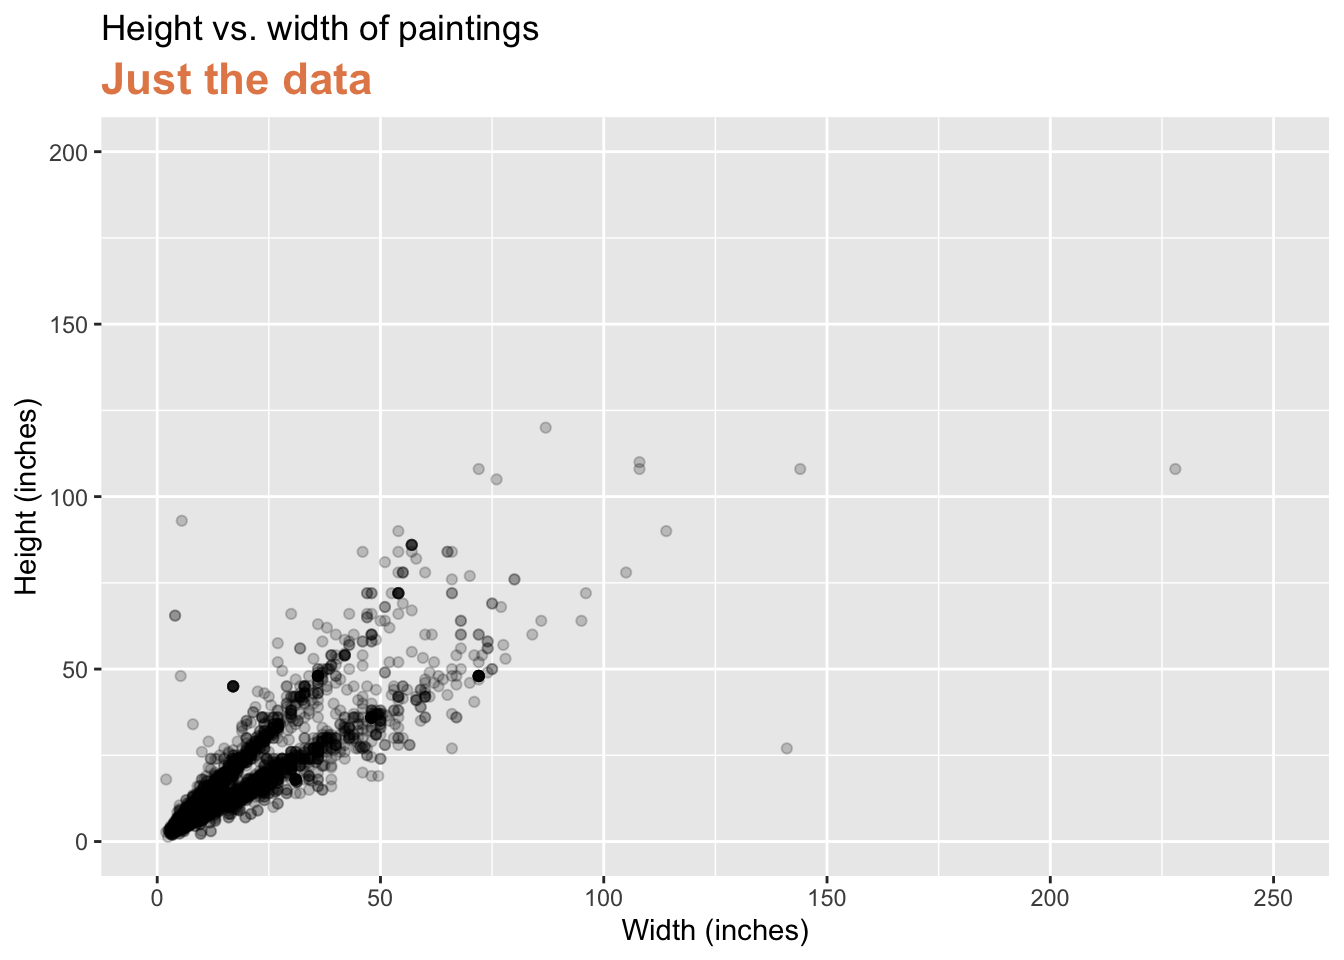 Height vs. width of paintings
Just the data
200
150
100
50
0
Height (inches)
0 50 100 150 200 250
Width (inches)